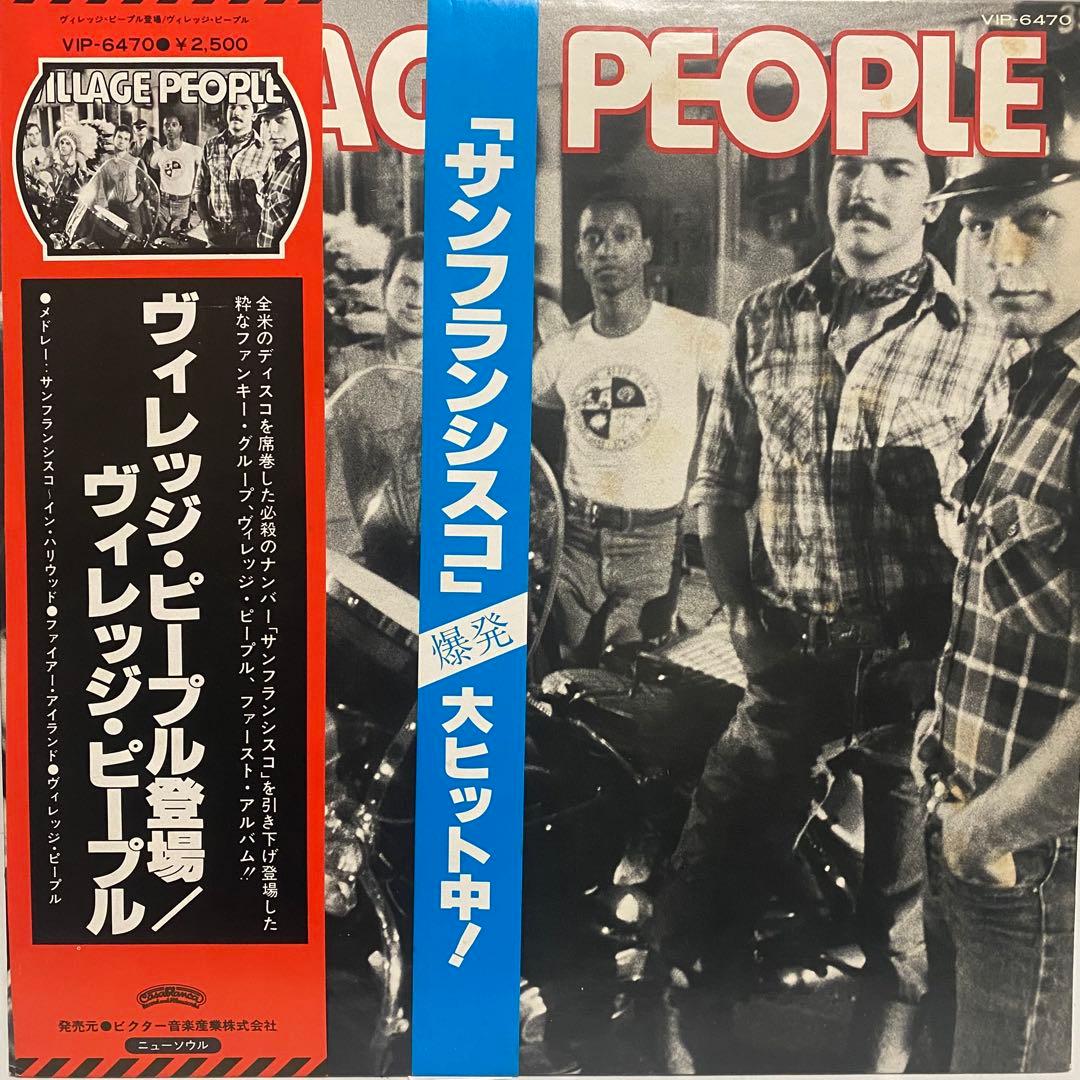 ヴィレッジ・ピープル登場/ヴィレッジ・ピープル
VIP-6470●¥2,500
VILLAGE PEOPLE
全米のディスコを席巻した必殺のナンバー「サンフランシスコ」を引き下げ登場した
粋なファンキー・グループ、ヴィレッジ・ピープル、ファースト・アルバム!!
ヴィレッジ・ピープル登場/
ヴィレッジ・ピープル
●メドレー:サンフランシスコ~イン・ハリウッド●ファイアー・アイランド●ヴィレッジ・ピープル
Casablanca
Record and FilmWorks
発売元●ビクター音楽産業株式会社
ニューソウル
「サンフランシスコ」
爆発
大ヒット中!
VIP-6470
AG PEOPLE